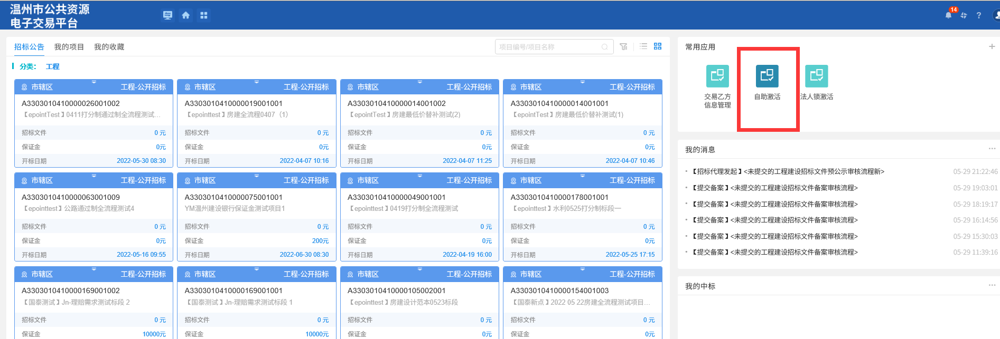 温州市公共资源
电子交易平台
14
?
招标公告 我的项目 我的收藏
项目编号/项目名称
分类: 工程
市辖区 工程-公开招标
A3303010410000026001002
【epointTest】0411打分制通过制全流程测试...
招标文件 0 元
保证金 0元
开标日期 2022-05-30 08:30
市辖区 工程-公开招标
A3303010410000019001001
【epointtest】房建全流程0407（1）
招标文件 0 元
保证金 0元
开标日期 2022-04-07 10:16
市辖区 工程-公开招标
A3303010410000014001002
【epointTest】房建最低价替补测试(2)
招标文件 0 元
保证金 0元
开标日期 2022-04-07 11:25
市辖区 工程-公开招标
A3303010410000014001001
【epointTest】房建最低价替补测试(1)
招标文件 0 元
保证金 0元
开标日期 2022-04-07 10:46
市辖区 工程-公开招标
A3303010410000063001009
【epointtest】公路通过制全流程测试4
招标文件 0 元
保证金 0元
开标日期 2022-05-16 09:55
市辖区 工程-公开招标
A3303010410000075001001
YM温州建设银行保证金测试项目1
招标文件 0 元
保证金 200元
开标日期 2022-06-30 08:30
市辖区 工程-公开招标
A3303010410000049001001
【epointtest】0419打分制全流程测试
招标文件 0 元
保证金 0元
开标日期 2022-04-19 16:00
市辖区 工程-公开招标
A3303010410000178001001
【epointtest】水利0525打分制标段一
招标文件 0 元
保证金 0元
开标日期 2022-05-25 17:15
市辖区 工程-公开招标
A3303010410000169001002
【国泰测试】Jn-理赔需求测试标段 2
招标文件 0 元
保证金 10000元
市辖区 工程-公开招标
A3303010410000169001001
【国泰测试】Jn-理赔需求测试标段 1
招标文件 0 元
保证金 10000元
市辖区 工程-公开招标
A3303010410000105002001
【epointtest】房建设计范本0523标段
招标文件 0 元
保证金 0元
市辖区 工程-公开招标
A3303010410000154001003
【国泰新点】2022 05 22房建全流程测试项目...
招标文件 0 元
保证金 0元
常用应用
交易乙方
信息管理
自助激活
法人锁激活
我的消息
【招标代理发起】<未提交的工程建设招标文件预公示审核流程新> 05-29 21:22:46
【提交备案】<未提交的工程建设招标文件备案审核流程> 05-29 19:03:01
【提交备案】<未提交的工程建设招标文件备案审核流程> 05-29 18:19:17
【提交备案】<未提交的工程建设招标文件备案审核流程> 05-29 16:14:56
【提交备案】<未提交的工程建设招标文件备案审核流程> 05-29 15:30:03
【提交备案】<未提交的工程建设招标文件备案审核流程> 05-29 11:39:16
我的中标